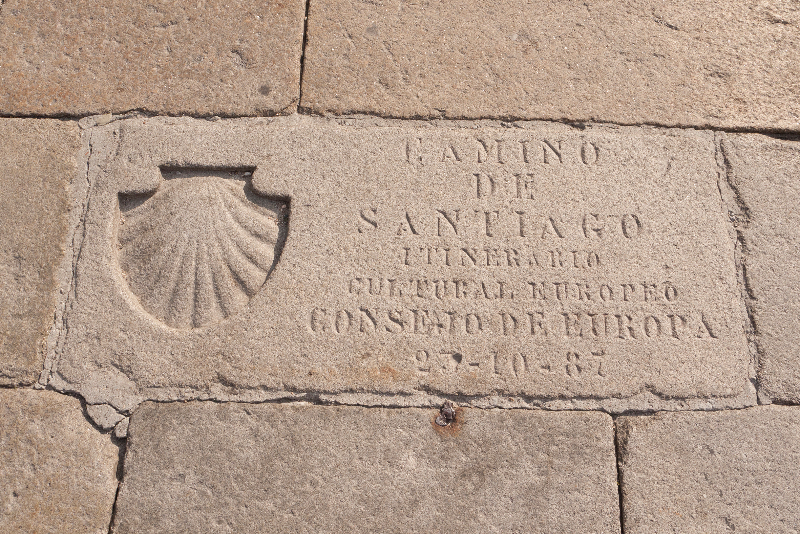 CAMINO
DE
SANTIAGO
ITINERARIO
CULTURAL EUROPEO
CONSEJO DE EUROPA
23-10-87